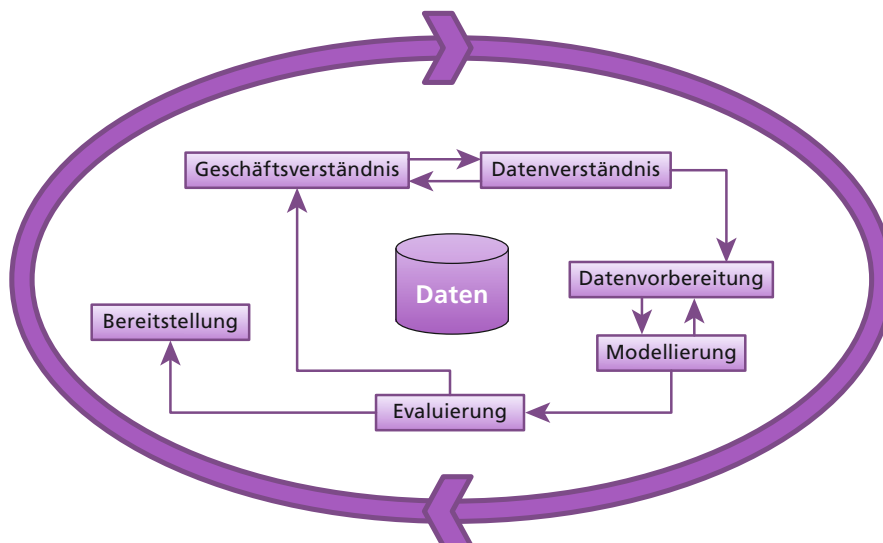 Geschäftsverständnis
Datenverständnis
Daten
Datenvorbereitung
Bereitstellung
Modellierung
Evaluierung